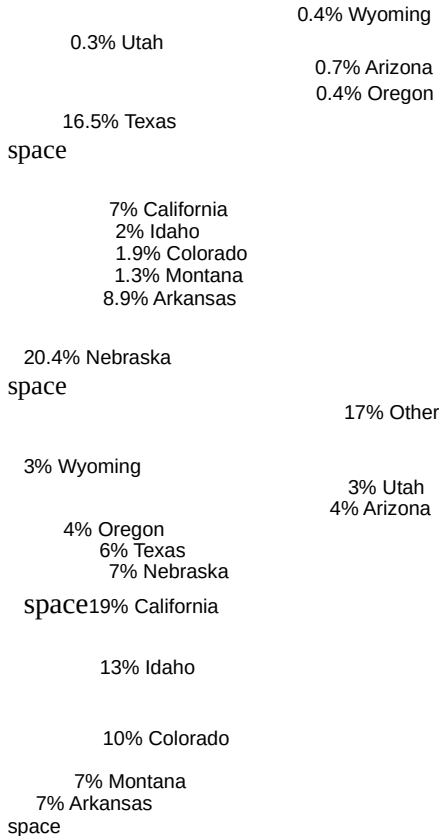 0.4% Wyoming
0.3% Utah
0.7% Arizona
0.4% Oregon
16.5% Texas
space
7% California
2% Idaho
1.9% Colorado
1.3% Montana
8.9% Arkansas
20.4% Nebraska
space
17% Other
3% Wyoming
3% Utah
4% Arizona
4% Oregon
6% Texas
7% Nebraska
space19% California
13% Idaho
10% Colorado
7% Montana
7% Arkansas
space